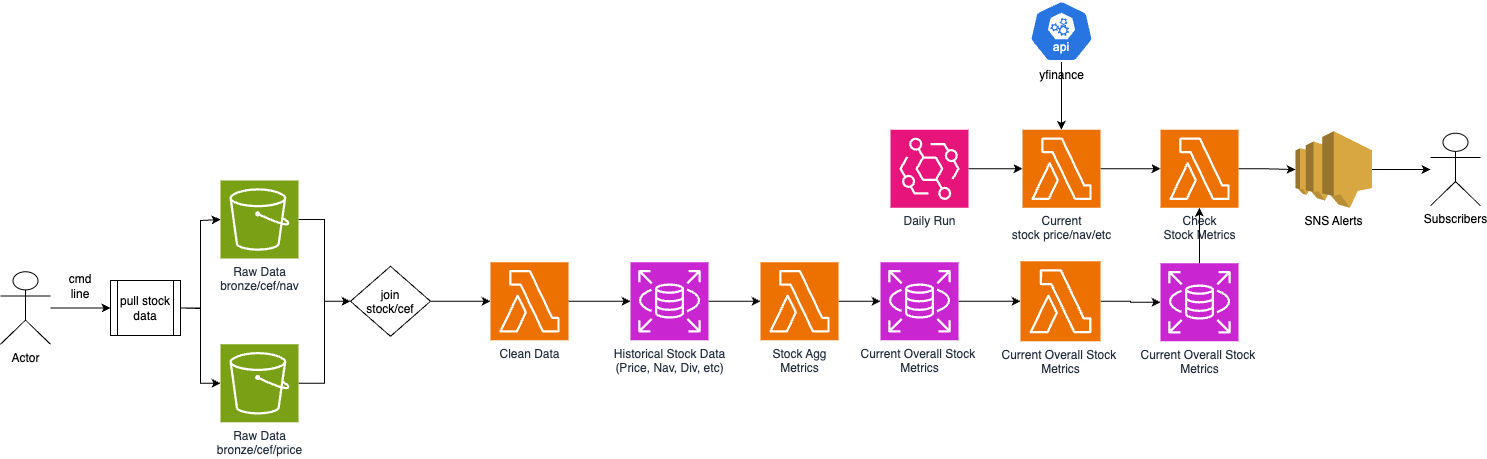 api
yfinance
Daily Run
Current
stock price/nav/etc
Check
Stock Metrics
SNS Alerts
Subscribers
Raw Data
bronze/cef/nav
cmd
line
Actor
pull stock
data
join
stock/cef
Clean Data
Historical Stock Data
(Price, Nav, Div, etc)
Stock Agg
Metrics
Current Overall Stock
Metrics
Current Overall Stock
Metrics
Current Overall Stock
Metrics
Raw Data
bronze/cef/price